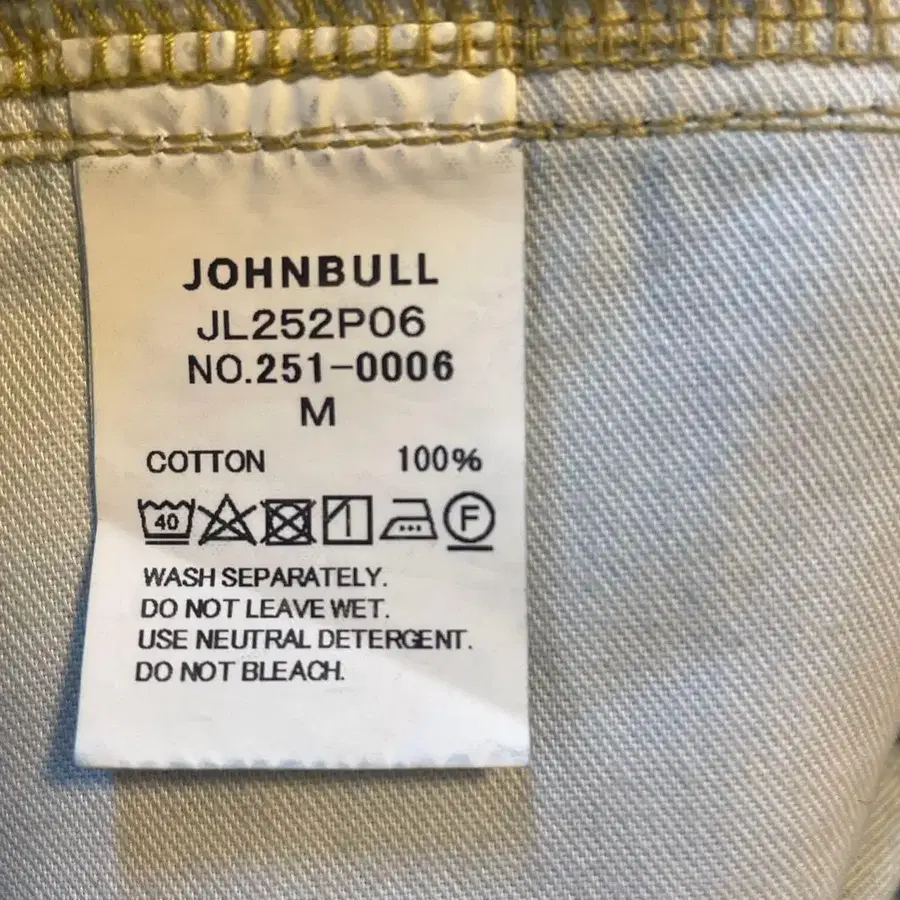 JOHNBULL
JL252P06
NO.251-0006
M
COTTON 100%
40 F
WASH SEPARATELY.
DO NOT LEAVE WET.
USE NEUTRAL DETERGENT.
DO NOT BLEACH.